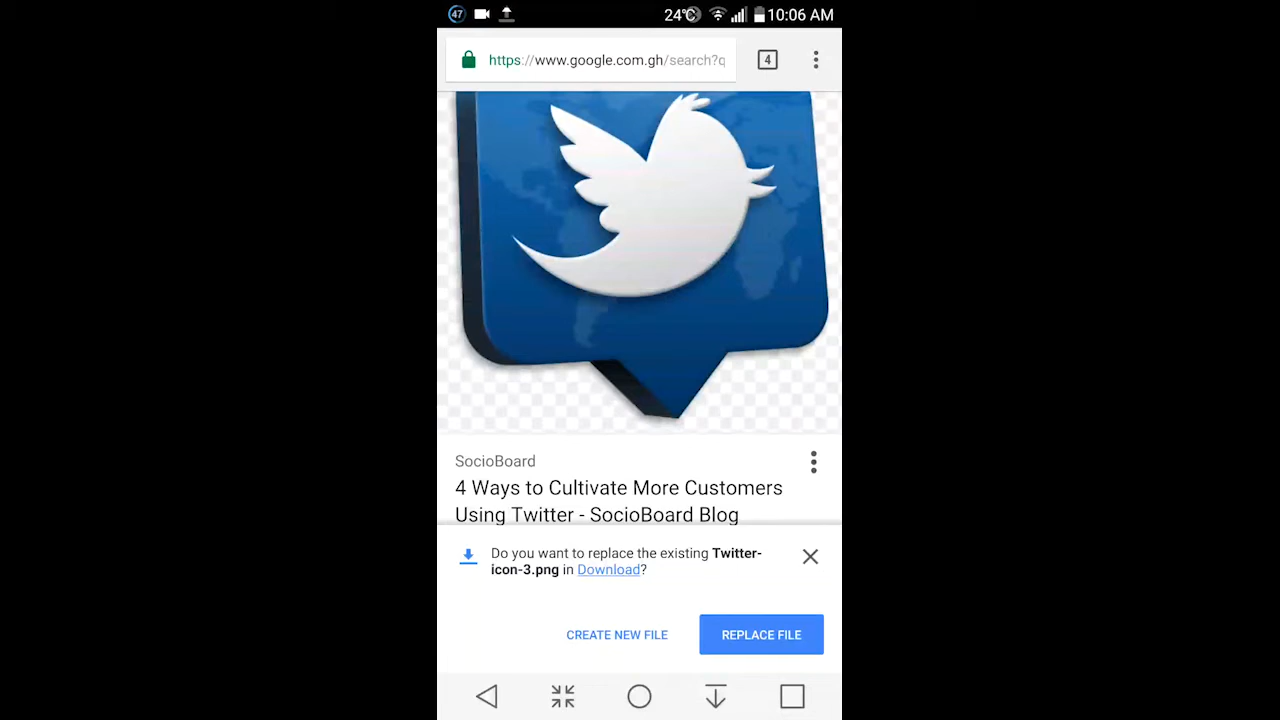 47 24°C 10:06 AM
https://www.google.com.gh/search?q 4
SocioBoard
4 Ways to Cultivate More Customers
Using Twitter - SocioBoard Blog
Do you want to replace the existing Twitter-
icon-3.png in Download?
CREATE NEW FILE REPLACE FILE